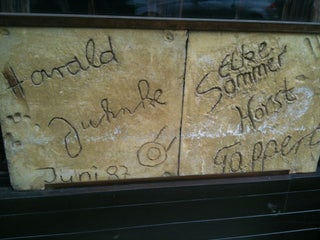 Harald
Juhnke
Juni 87
Elke
Sommer
Horst
Tappert